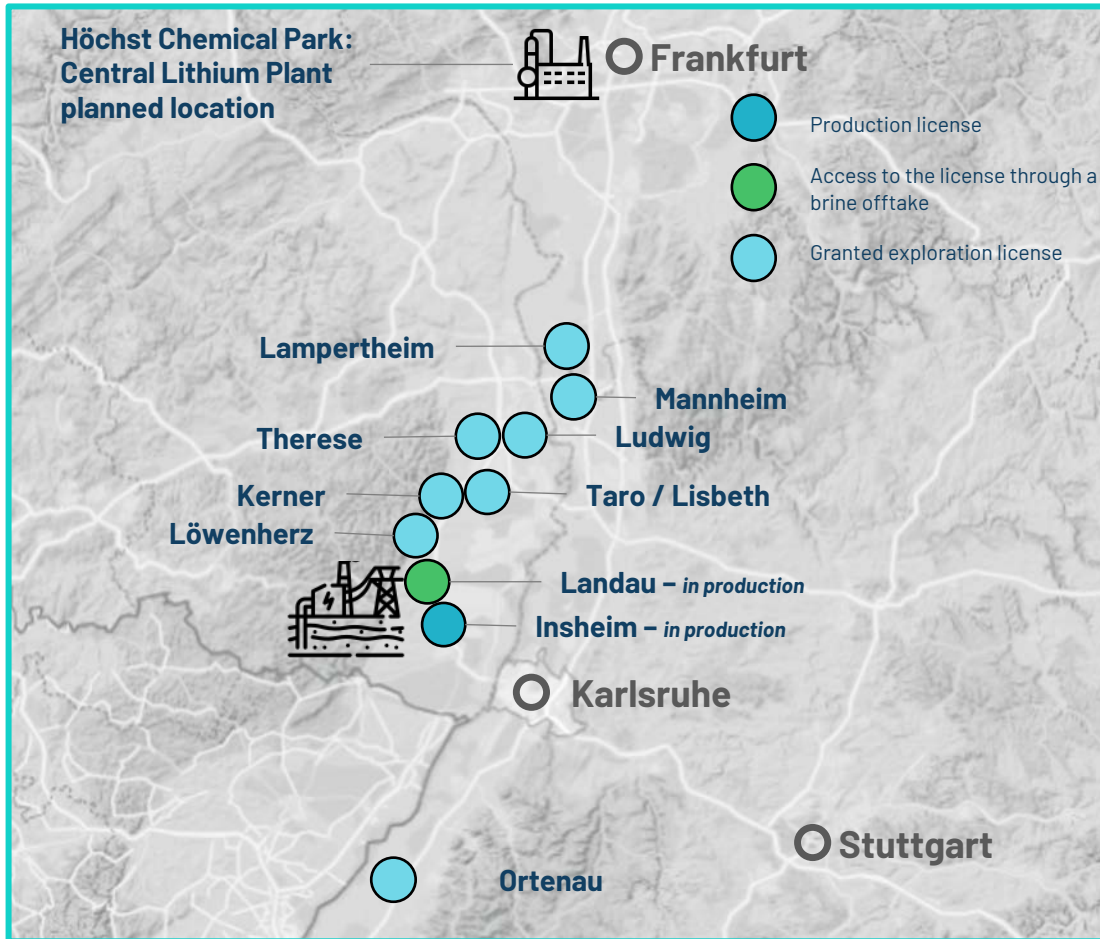 Höchst Chemical Park:
Central Lithium Plant
planned location
Frankfurt
Production license
Access to the license through a
brine offtake
Granted exploration license
Lampertheim
Mannheim
Therese
Ludwig
Kerner
Taro / Lisbeth
Löwenherz
Landau – in production
Insheim – in production
Karlsruhe
Stuttgart
Ortenau